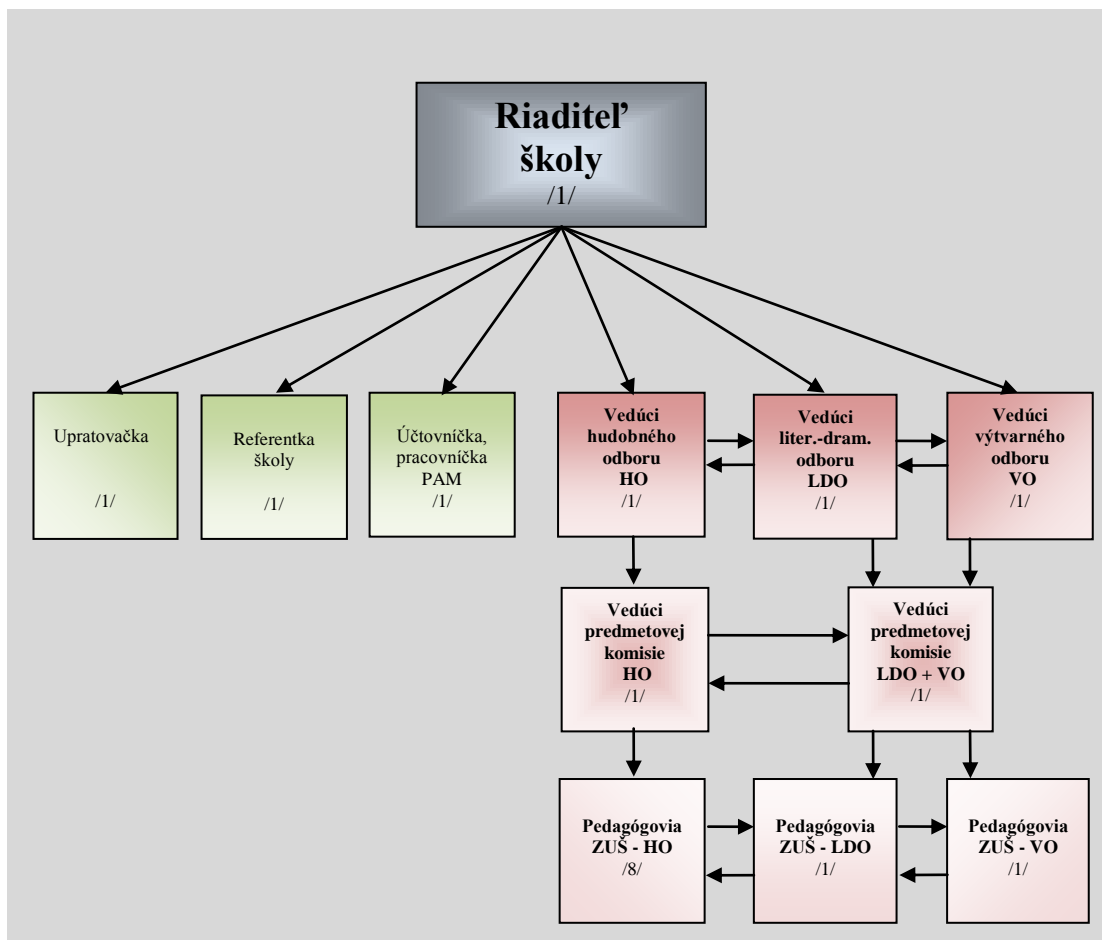 Riaditeľ
školy
/1/
Upratovačka
/1/
Referentka
školy
/1/
Účtovníčka,
pracovníčka
PAM
/1/
Vedúci
hudobného
odboru
HO
/1/
Vedúci
liter.-dram.
odboru
LDO
/1/
Vedúci
výtvarného
odboru
VO
/1/
Vedúci
predmetovej
komisie
HO
/1/
Vedúci
predmetovej
komisie
LDO + VO
/1/
Pedagógovia
ZUŠ - HO
/8/
Pedagógovia
ZUŠ - LDO
/1/
Pedagógovia
ZUŠ - VO
/1/